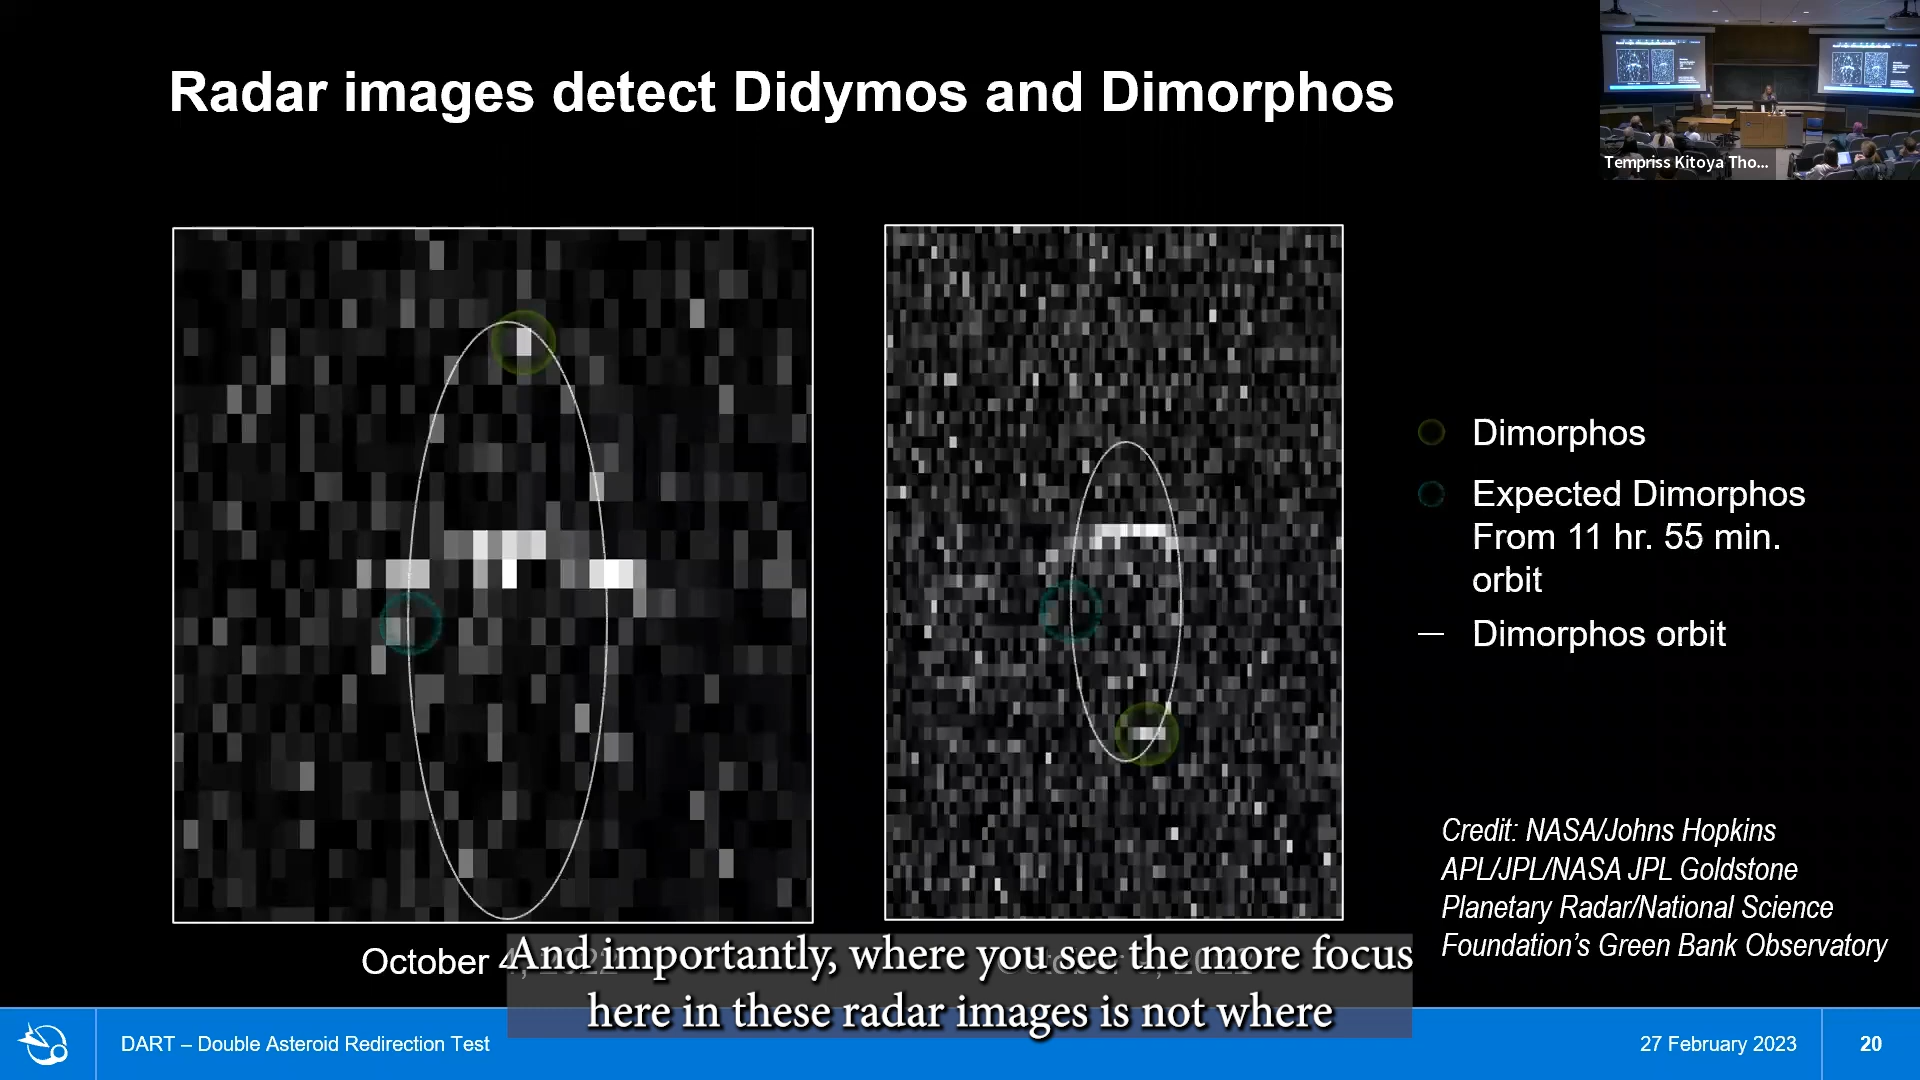 Radar images detect Didymos and Dimorphos
Tempriss Kitoya Tho...
Dimorphos
Expected Dimorphos
From 11 hr. 55 min.
orbit
Dimorphos orbit
Credit: NASA/Johns Hopkins
APL/JPL/NASA JPL Goldstone
Planetary Radar/National Science
Foundation's Green Bank Observatory
October 4, 2022
And importantly, where you see the more focus
here in these radar images is not where
DART – Double Asteroid Redirection Test
27 February 2023
20